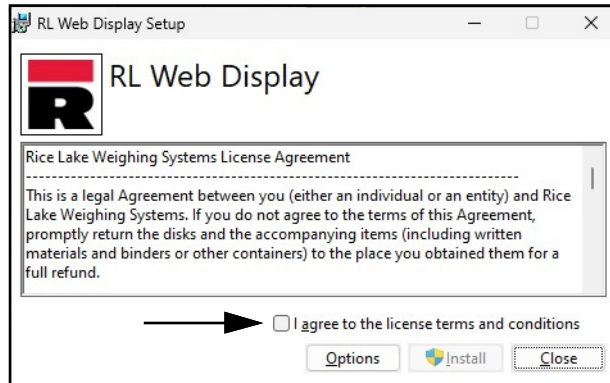 RL Web Display Setup
RL Web Display
Rice Lake Weighing Systems License Agreement
--------------------------------------------------------------------------------
This is a legal Agreement between you (either an individual or an entity) and Rice
Lake Weighing Systems. If you do not agree to the terms of this Agreement,
promptly return the disks and the accompanying items (including written
materials and binders or other containers) to the place you obtained them for a
full refund.
I agree to the license terms and conditions
Options Install Close